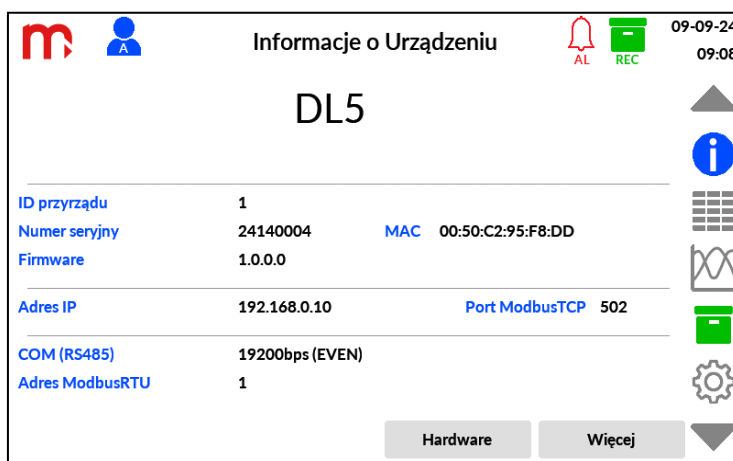 A
Informacje o Urządzeniu
AL
REC
09-09-24
09:08
DL5
ID przyrządu 1
Numer seryjny 24140004 MAC 00:50:C2:95:F8:DD
Firmware 1.0.0.0
Adres IP 192.168.0.10 Port ModbusTCP 502
COM (RS485) 19200bps (EVEN)
Adres ModbusRTU 1
Hardware Więcej